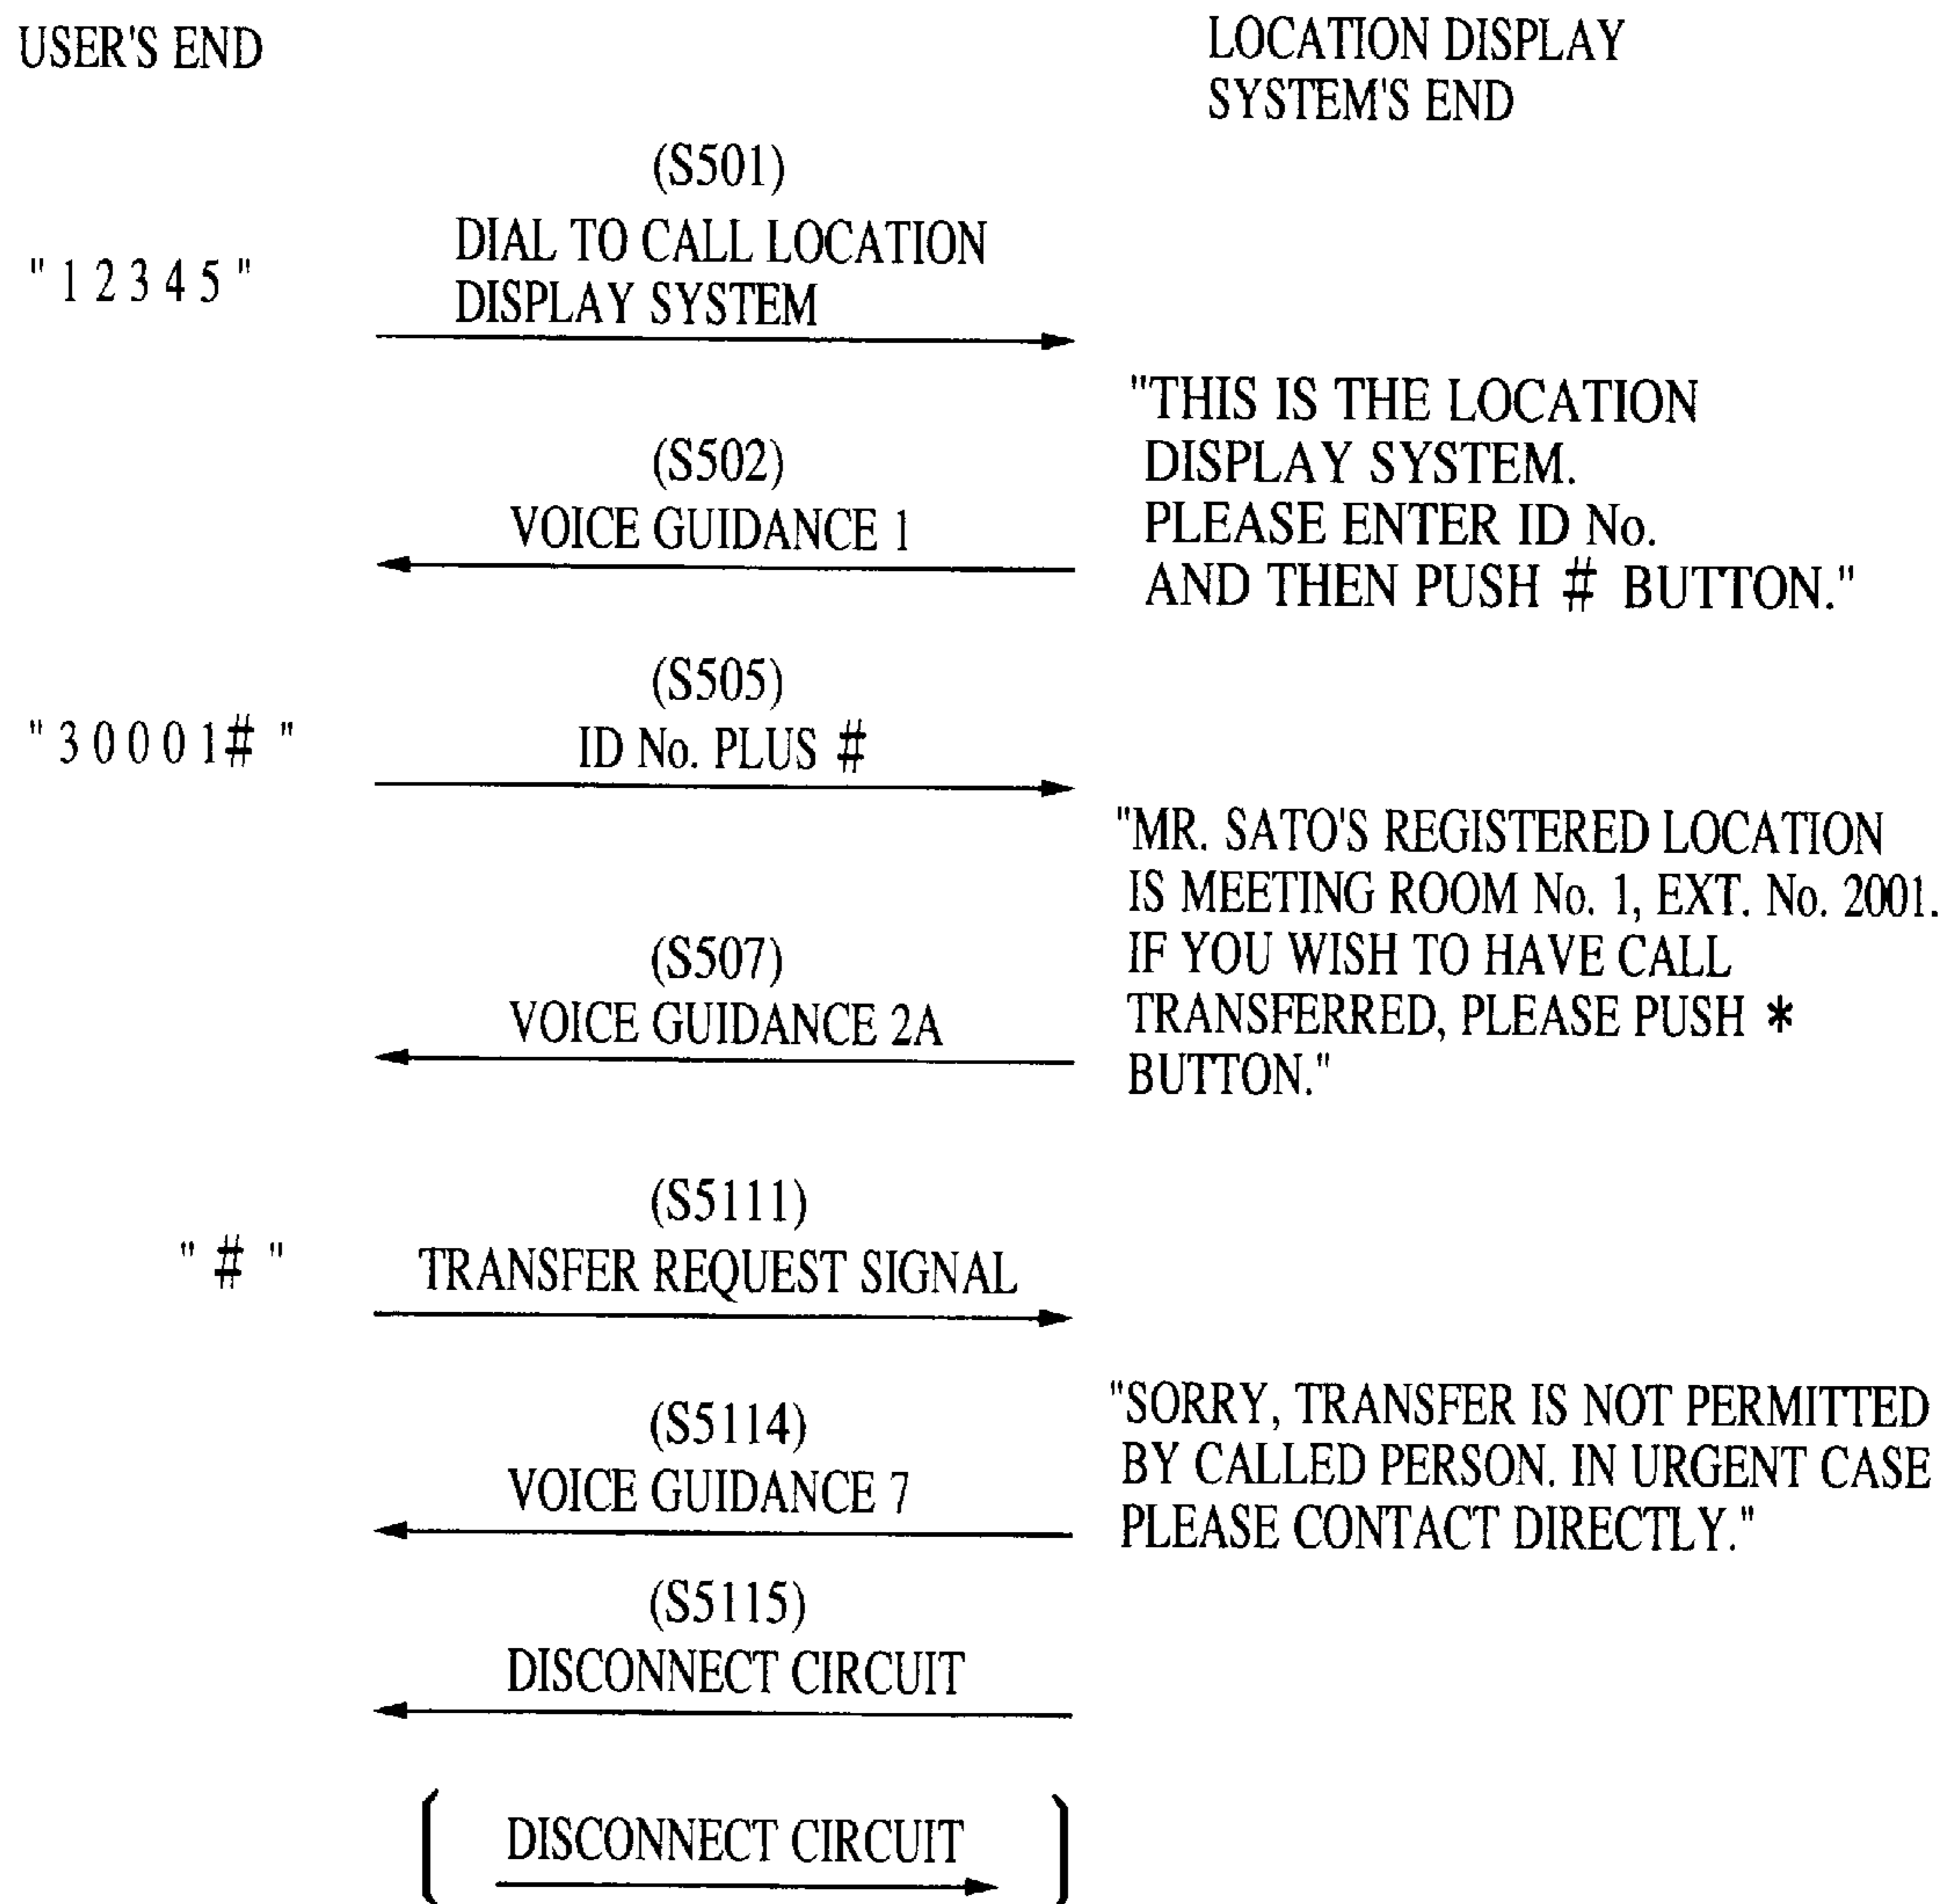 USER'S END
LOCATION DISPLAY
SYSTEM'S END
(S501)
"12345"
DIAL TO CALL LOCATION
DISPLAY SYSTEM
"THIS IS THE LOCATION
DISPLAY SYSTEM.
PLEASE ENTER ID No.
AND THEN PUSH # BUTTON."
(S502)
VOICE GUIDANCE 1
(S505)
"30001# "
ID No. PLUS #
"MR. SATO'S REGISTERED LOCATION
IS MEETING ROOM No. 1, EXT. No. 2001.
IF YOU WISH TO HAVE CALL
TRANSFERRED, PLEASE PUSH *
BUTTON."
(S507)
VOICE GUIDANCE 2A
(S5111)
" # "
TRANSFER REQUEST SIGNAL
"SORRY, TRANSFER IS NOT PERMITTED
BY CALLED PERSON. IN URGENT CASE
PLEASE CONTACT DIRECTLY."
(S5114)
VOICE GUIDANCE 7
(S5115)
DISCONNECT CIRCUIT
DISCONNECT CIRCUIT